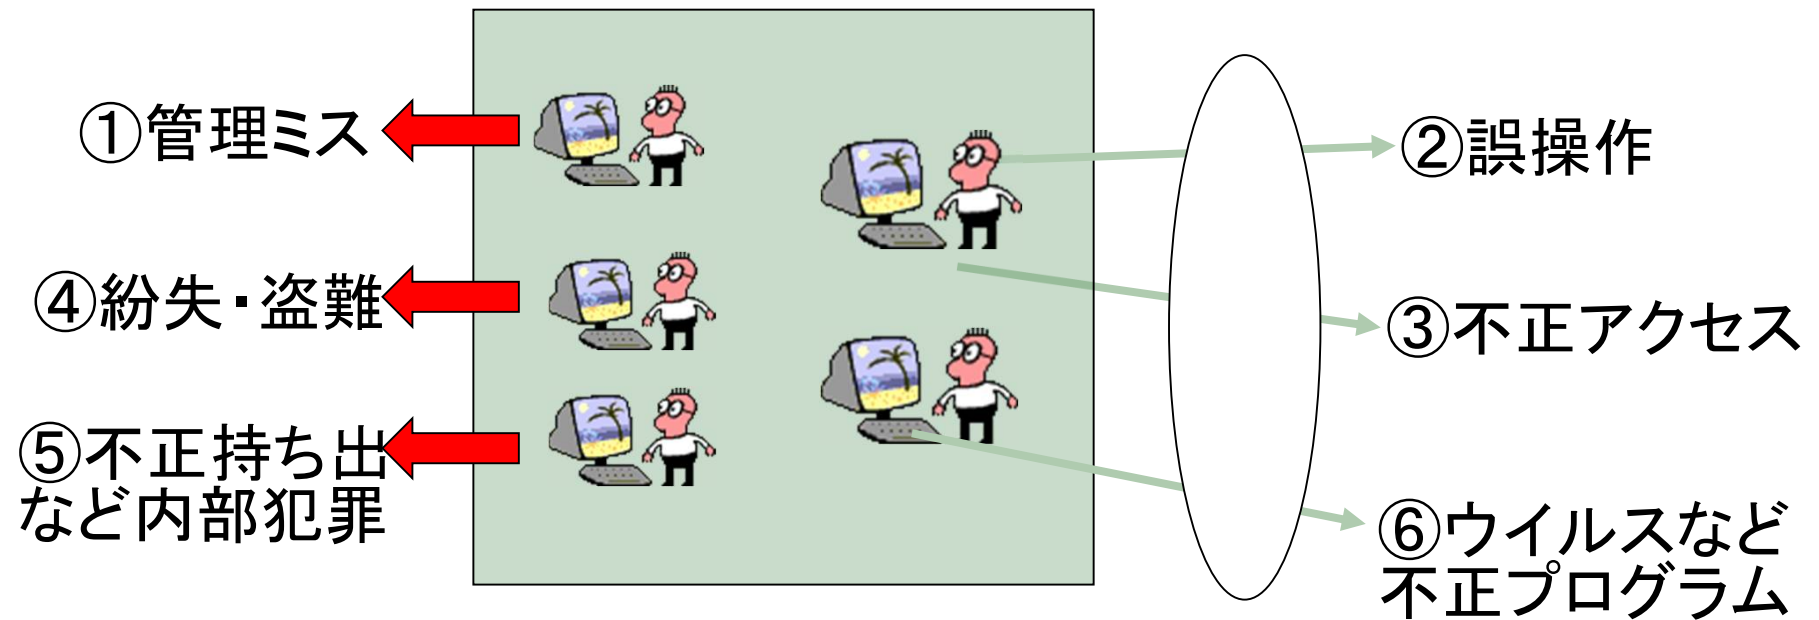 ①管理ミス
②誤操作
③不正アクセス
④紛失・盗難
⑤不正持ち出
など内部犯罪
⑥ウイルスなど
不正プログラム